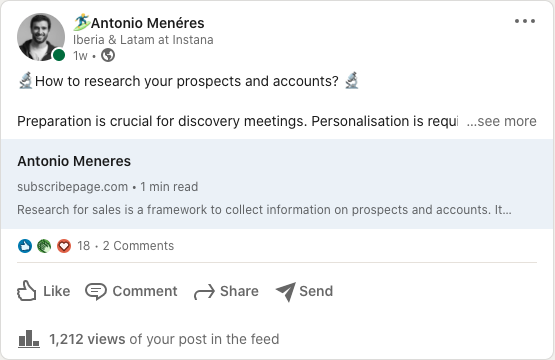 🏄Antonio Menéres
Iberia & Latam at Instana
1w •
🔬How to research your prospects and accounts? 🔬
Preparation is crucial for discovery meetings. Personalisation is requi ...see more
Antonio Meneres
subscribepage.com • 1 min read
Research for sales is a framework to collect information on prospects and accounts. It...
18 · 2 Comments
Like Comment Share Send
1,212 views of your post in the feed